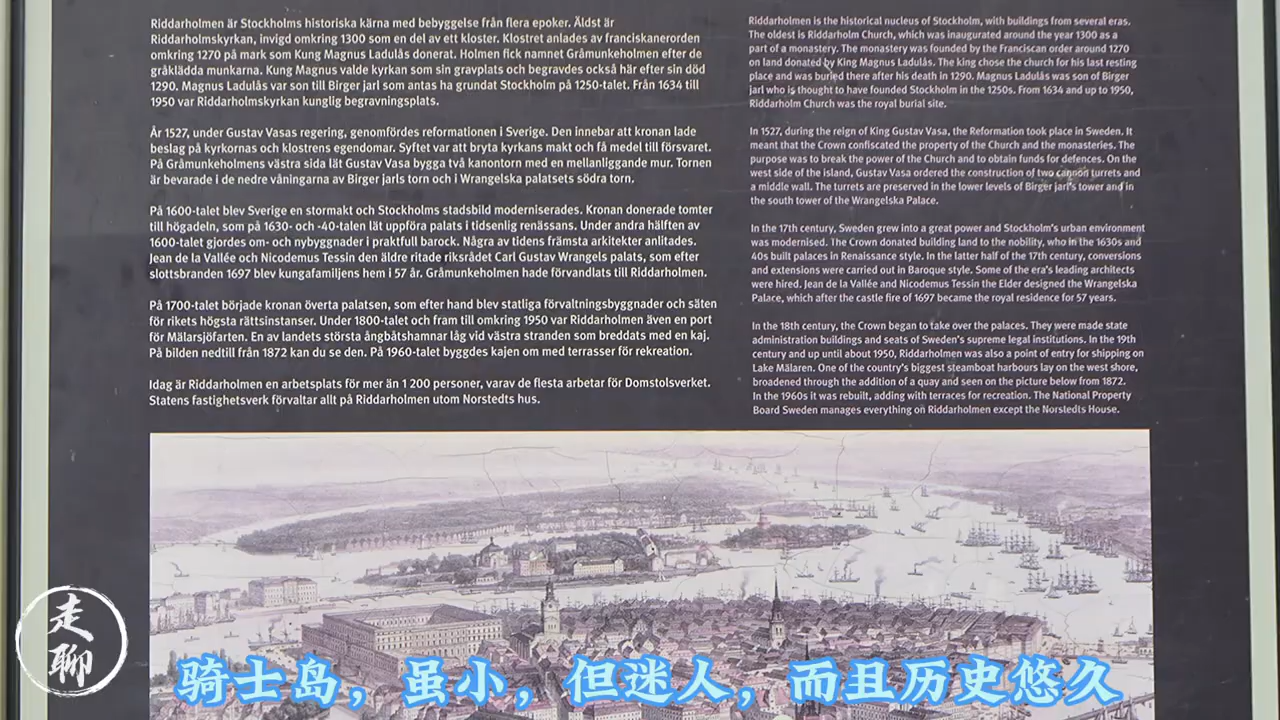 Riddarholmen är Stockholms historiska kärna med bebyggelse från flera epoker. Äldst är
Riddarholmskyrkan, invigd omkring 1300 som en del av ett kloster. Klostret anlades av franciskanerorden
omkring 1270 på mark som Kung Magnus Ladulås donerat. Holmen fick namnet Gråmunkeholmen efter de
gråklädda munkarna. Kung Magnus valde kyrkan som sin gravplats och begravdes också här efter sin död
1290. Magnus Ladulås var son till Birger jarl som antas ha grundat Stockholm på 1250-talet. Från 1634 till
1950 var Riddarholmskyrkan kunglig begravningsplats.
År 1527, under Gustav Vasas regering, genomfördes reformationen i Sverige. Den innebar att kronan lade
beslag på kyrkornas och klostrens egendomar. Syftet var att bryta kyrkans makt och få medel till försvaret.
På Gråmunkeholmens västra sida lät Gustav Vasa bygga två kanontorn med en mellanliggande mur. Tornen
är bevarade i de nedre våningarna av Birger jarls torn och i Wrangelska palatsets södra torn.
På 1600-talet blev Sverige en stormakt och Stockholms stadsbild moderniserades. Kronan donerade tomter
till högadeln, som på 1630- och -40-talen lät uppföra palats i tidsenlig renässans. Under andra hälften av
1600-talet gjordes om- och nybyggnader i praktfull barock. Några av tidens främsta arkitekter anlitades.
Jean de la Vallée och Nicodemus Tessin den äldre ritade riksrådet Carl Gustav Wrangels palats, som efter
slottsbranden 1697 blev kungafamiljens hem i 57 år. Gråmunkeholmen hade förvandlats till Riddarholmen.
På 1700-talet började kronan överta palatsen, som efter hand blev statliga förvaltningsbyggnader och säten
för rikets högsta rättsinstanser. Under 1800-talet och fram till omkring 1950 var Riddarholmen även en port
för Mälarsjöfarten. En av landets största ångbåtshamnar låg vid västra stranden som breddats med en kaj.
På bilden nedtill från 1872 kan du se den. På 1960-talet byggdes kajen om med terrasser för rekreation.
Idag är Riddarholmen en arbetsplats för mer än 1 200 personer, varav de flesta arbetar för Domstolsverket.
Statens fastighetsverk förvaltar allt på Riddarholmen utom Norstedts hus.
Riddarholmen is the historical nucleus of Stockholm, with buildings from several eras.
The oldest is Riddarholm Church, which was inaugurated around the year 1300 as a
part of a monastery. The monastery was founded by the Franciscan order around 1270
on land donated by King Magnus Ladulås. The king chose the church for his last resting
place and was buried there after his death in 1290. Magnus Ladulås was son of Birger
jarl who is thought to have founded Stockholm in the 1250s. From 1634 and up to 1950,
Riddarholm Church was the royal burial site.
In 1527, during the reign of King Gustav Vasa, the Reformation took place in Sweden. It
meant that the Crown confiscated the property of the Church and the monasteries. The
purpose was to break the power of the Church and to obtain funds for defences. On the
west side of the island, Gustav Vasa ordered the construction of two cannon turrets and
a middle wall. The turrets are preserved in the lower levels of Birger jarl's tower and in
the south tower of the Wrangelska Palace.
In the 17th century, Sweden grew into a great power and Stockholm's urban environment
was modernised. The Crown donated building land to the nobility, who in the 1630s and
40s built palaces in Renaissance style. In the latter half of the 17th century, conversions
and extensions were carried out in Baroque style. Some of the era's leading architects
were hired. Jean de la Vallée and Nicodemus Tessin the Elder designed the Wrangelska
Palace, which after the castle fire of 1697 became the royal residence for 57 years.
In the 18th century, the Crown began to take over the palaces. They were made state
administration buildings and seats of Sweden's supreme legal institutions. In the 19th
century and up until about 1950, Riddarholmen was also a point of entry for shipping on
Lake Mälaren. One of the country's biggest steamboat harbours lay on the west shore,
broadened through the addition of a quay and seen on the picture below from 1872.
In the 1960s it was rebuilt, adding with terraces for recreation. The National Property
Board Sweden manages everything on Riddarholmen except the Norstedts House.
走
聊
骑士岛，虽小，但迷人，而且历史悠久